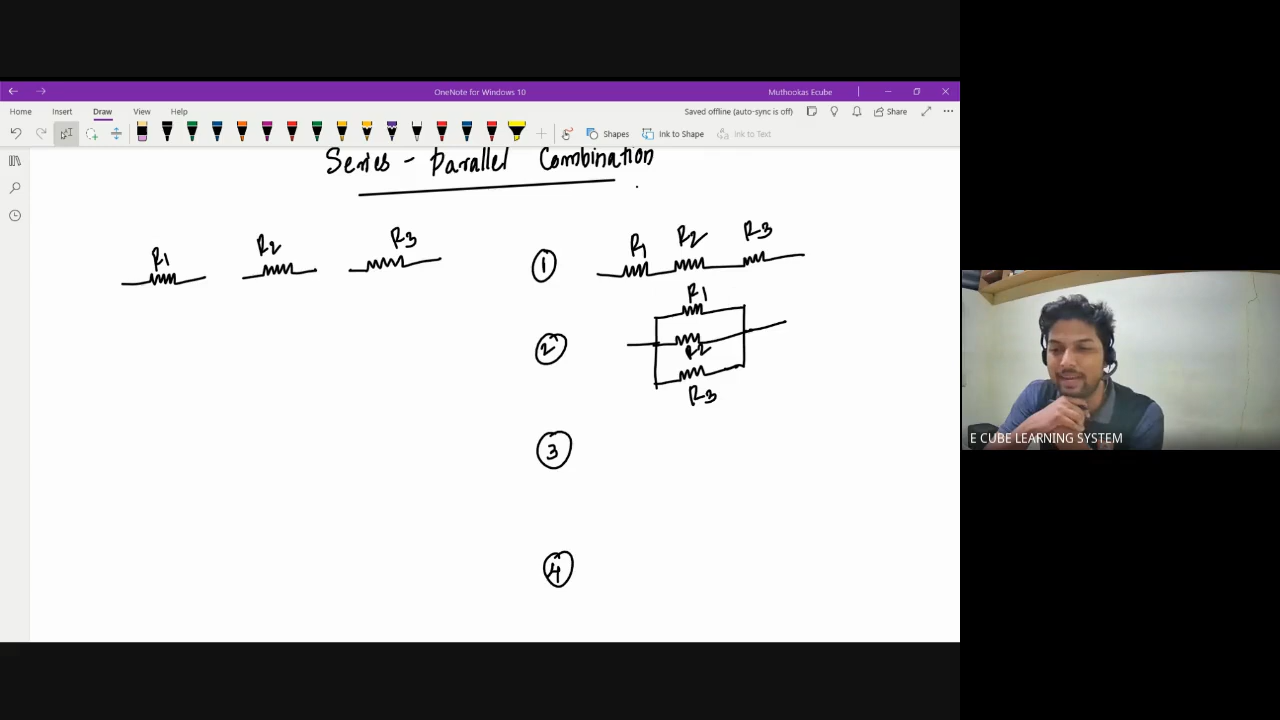 OneNote for Windows 10
Muthookas Ecube
Home Insert Draw View Help
Saved offline (auto-sync is off)
Share
Shapes
Ink to Shape
Ink to Text
Series - Parallel Combination
R1 R2 R3
1 R1 R2 R3
2 R1
R2
R3
3
4
E CUBE LEARNING SYSTEM